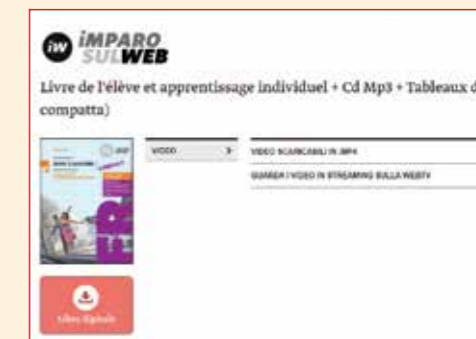 iw iMPARO
SULWEB
Livre de l'élève et apprentissage individuel + Cd Mp3 + Tableaux d
compatta)
VIDEO
VIDEO SCARICABILI IN .MP4
GUARDA I VIDEO IN STREAMING SULLA WEBTV
FR
Libro digitale